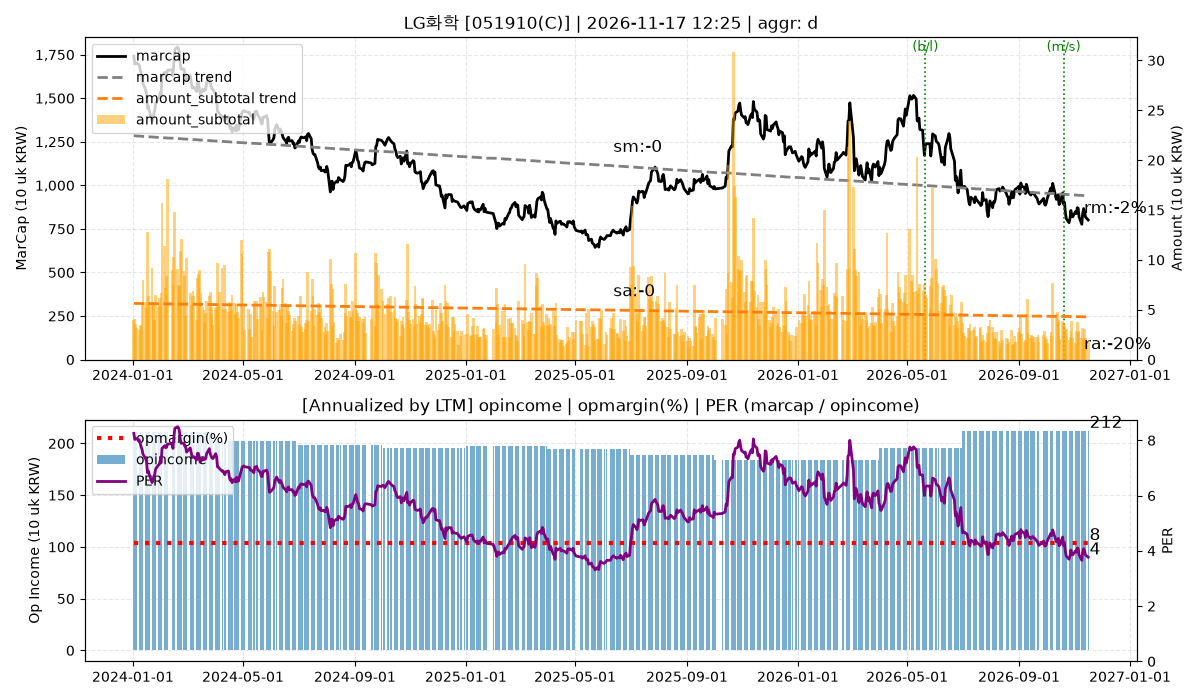 LG화학 [051910(C)] | 2026-11-17 12:25 | aggr: d
(b/l)
(m/s)
marcap
marcap trend
amount_subtotal trend
amount_subtotal
MarCap (10 uk KRW)
Amount (10 uk KRW)
1,750
1,500
1,250
1,000
750
500
250
0
30
25
20
15
10
5
0
sm:-0
rm:-2%
sa:-0
ra:-20%
2024-01-01
2024-05-01
2024-09-01
2025-01-01
2025-05-01
2025-09-01
2026-01-01
2026-05-01
2026-09-01
2027-01-01
[Annualized by LTM] opincome | opmargin(%) | PER (marcap / opincome)
opmargin(%)
opincome
PER
Op Income (10 uk KRW)
PER
200
150
100
50
0
8
6
4
2
0
212
8
4
2024-01-01
2024-05-01
2024-09-01
2025-01-01
2025-05-01
2025-09-01
2026-01-01
2026-05-01
2026-09-01
2027-01-01